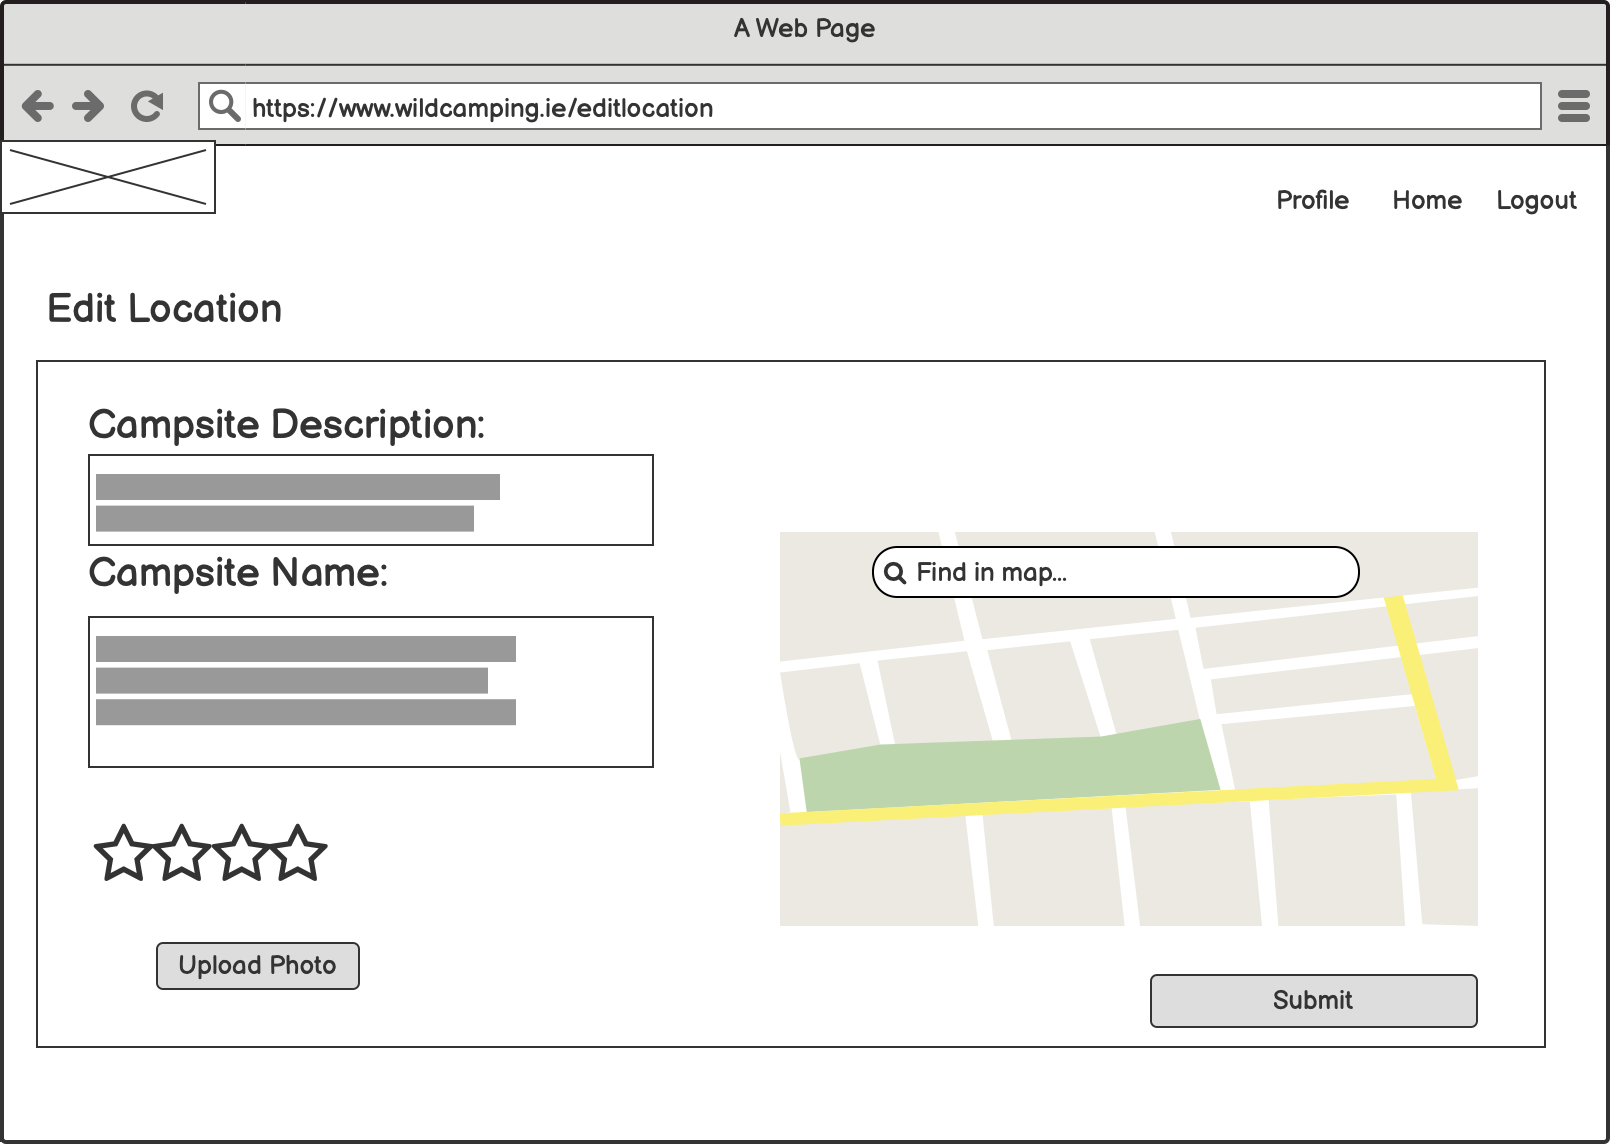 A Web Page
https://www.wildcamping.ie/editlocation
Profile Home Logout
Edit Location
Campsite Description:
Campsite Name:
Find in map...
Upload Photo
Submit